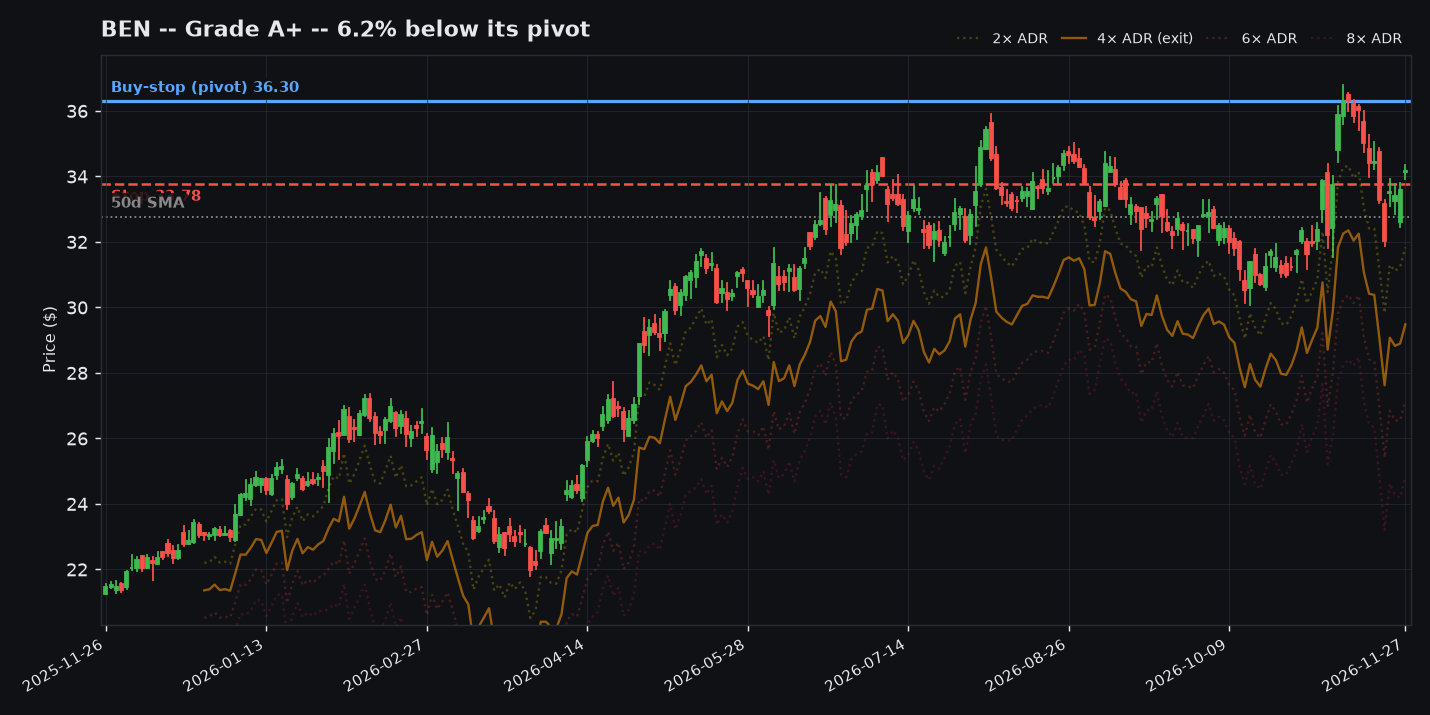 BEN -- Grade A+ -- 6.2% below its pivot
2× ADR
4× ADR (exit)
6× ADR
8× ADR
Buy-stop (pivot) 36.30
Stop 33.78
50d SMA
Price ($)
36
34
32
30
28
26
24
22
2025-11-26
2026-01-13
2026-02-27
2026-04-14
2026-05-28
2026-07-14
2026-08-26
2026-10-09
2026-11-27